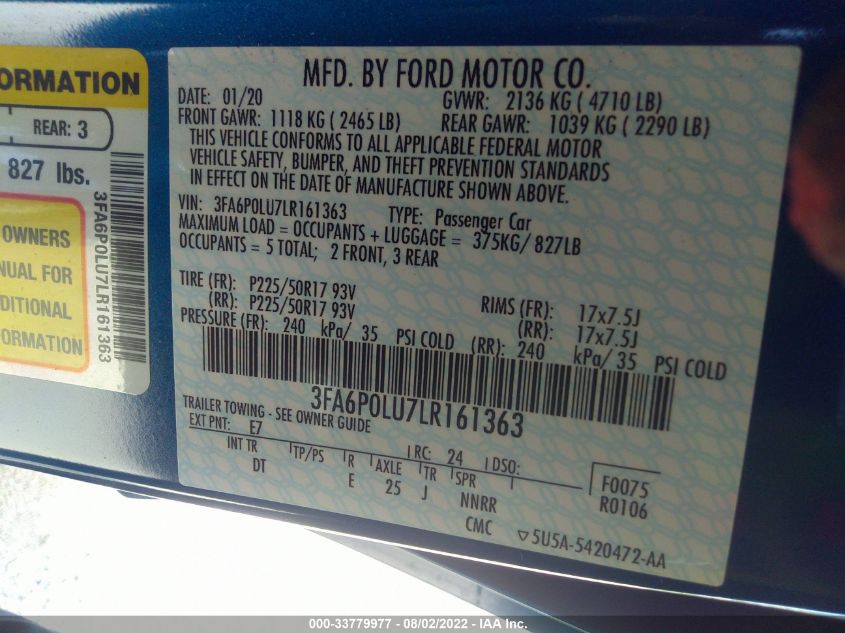 ORMATION
REAR: 3
827 lbs.
OWNERS
NUAL FOR
DITIONAL
ORMATION
3FA6P0LU7LR161363
MFD. BY FORD MOTOR CO.
DATE: 01/20 GVWR: 2136 KG ( 4710 LB)
FRONT GAWR: 1118 KG ( 2465 LB) REAR GAWR: 1039 KG ( 2290 LB)
THIS VEHICLE CONFORMS TO ALL APPLICABLE FEDERAL MOTOR
VEHICLE SAFETY, BUMPER, AND THEFT PREVENTION STANDARDS
IN EFFECT ON THE DATE OF MANUFACTURE SHOWN ABOVE.
VIN: 3FA6P0LU7LR161363 TYPE: Passenger Car
MAXIMUM LOAD = OCCUPANTS + LUGGAGE = 375KG/ 827LB
OCCUPANTS = 5 TOTAL; 2 FRONT, 3 REAR
TIRE (FR): P225/50R17 93V RIMS (FR): 17x7.5J
(RR): P225/50R17 93V (RR): 17x7.5J
PRESSURE (FR): 240 kPa/ 35 PSI COLD (RR): 240 kPa/ 35 PSI COLD
3FA6P0LU7LR161363
TRAILER TOWING - SEE OWNER GUIDE
EXT PNT: E7 RC: 24 DSO:
INT TR TP/PS R AXLE TR SPR
DT E 25 J NNRR
CMC
F0075
R0106
5U5A-5420472-AA
000-33779977 - 08/02/2022 - IAA Inc.